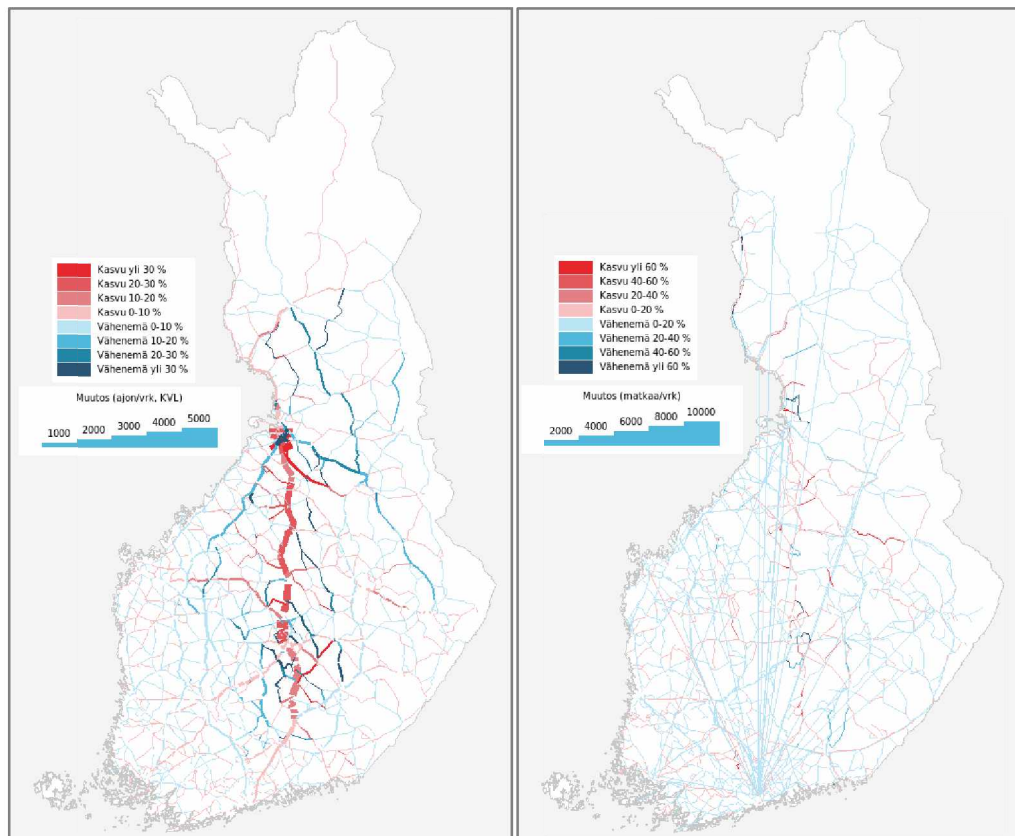 Kasvu yli 30 %
Kasvu 20-30 %
Kasvu 10-20 %
Kasvu 0-10 %
Vähenemä 0-10 %
Vähenemä 10-20 %
Vähenemä 20-30 %
Vähenemä yli 30 %
Muutos (ajon/vrk, KVL)
1000 2000 3000 4000 5000
Kasvu yli 60 %
Kasvu 40-60 %
Kasvu 20-40 %
Kasvu 0-20 %
Vähenemä 0-20 %
Vähenemä 20-40 %
Vähenemä 40-60 %
Vähenemä yli 60 %
Muutos (matkaa/vrk)
2000 4000 6000 8000 10000